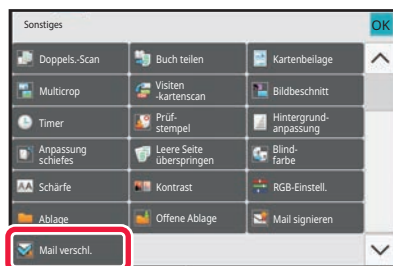 Sonstiges
OK
Doppels.-Scan
Buch teilen
Kartenbeilage
Multicrop
Visiten
-kartenscan
Bildbeschnitt
Timer
Prüf-
stempel
Hintergrund-
anpassung
Anpassung
schiefes
Leere Seite
überspringen
Blind-
farbe
Schärfe
Kontrast
RGB-Einstell.
Ablage
Offene Ablage
Mail signieren
Mail verschl.